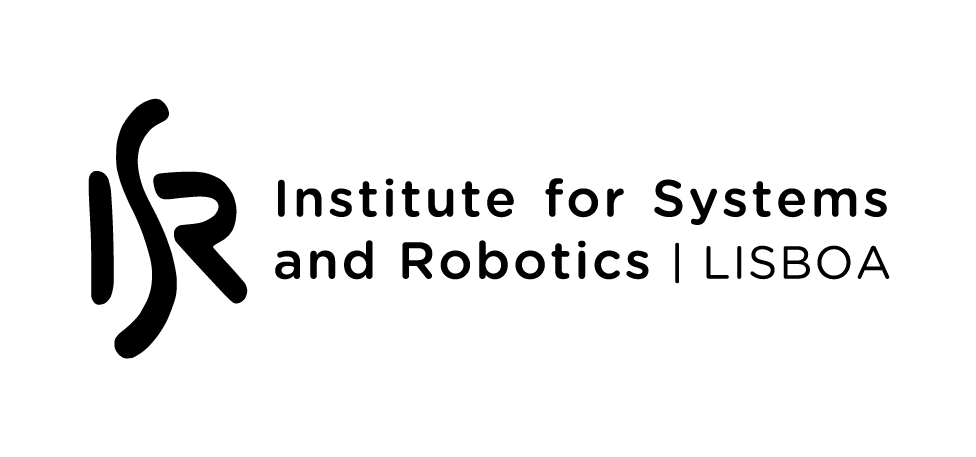 ISR
Institute for Systems
and Robotics | LISBOA